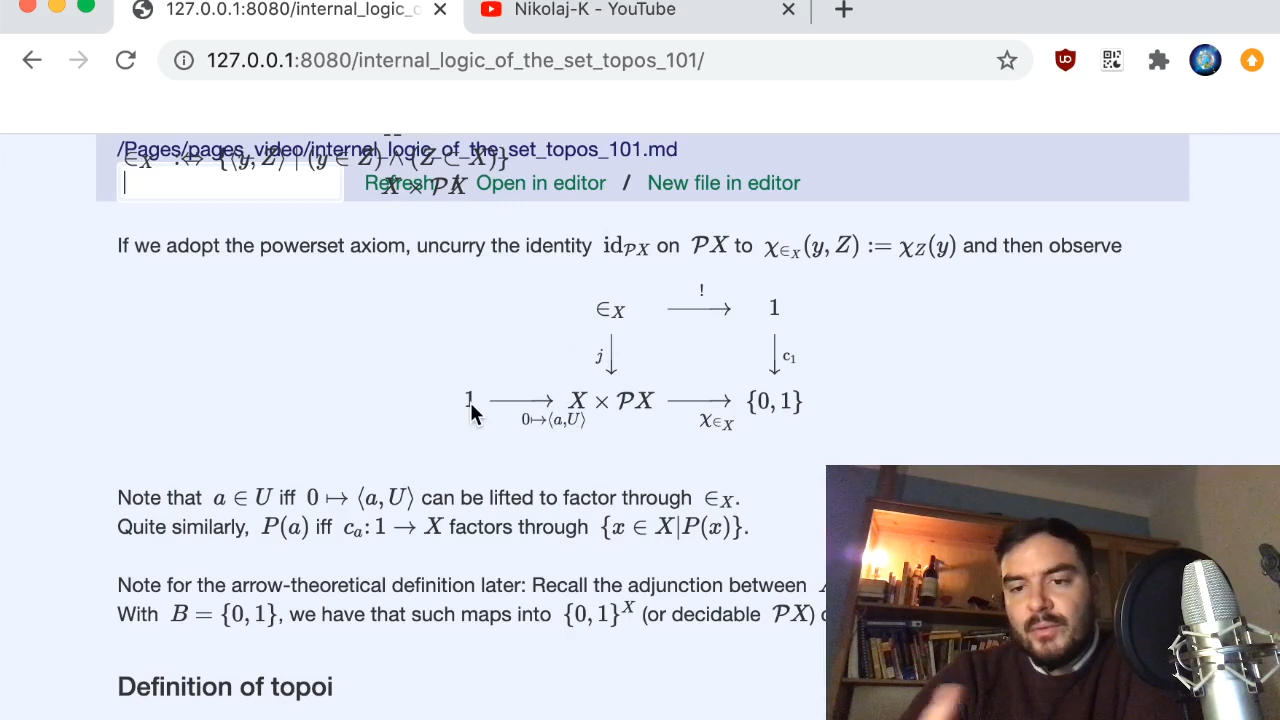 127.0.0.1:8080/internal_logic_c
Nikolaj-K - YouTube
127.0.0.1:8080/internal_logic_of_the_set_topos_101/
/Pages/pages_video/internal_logic_of_the_set_topos_101.md
∈X :⇔ {⟨y, Z⟩ | (y ∈ Z) ∧ (Z ⊂ X)}
Refresh / Open in editor / New file in editor
X × 𝒫X
If we adopt the powerset axiom, uncurry the identity id𝒫X on 𝒫X to χ∈X(y, Z) := χZ(y) and then observe
!
∈X ⟶ 1
j ↓ ↓ c1
1 ⟶ X × 𝒫X ⟶ {0, 1}
0↦⟨a,U⟩ χ∈X
Note that a ∈ U iff 0 ↦ ⟨a, U⟩ can be lifted to factor through ∈X.
Quite similarly, P(a) iff ca: 1 → X factors through {x ∈ X|P(x)}.
Note for the arrow-theoretical definition later: Recall the adjunction between
With B = {0, 1}, we have that such maps into {0, 1}X (or decidable 𝒫X)
Definition of topoi